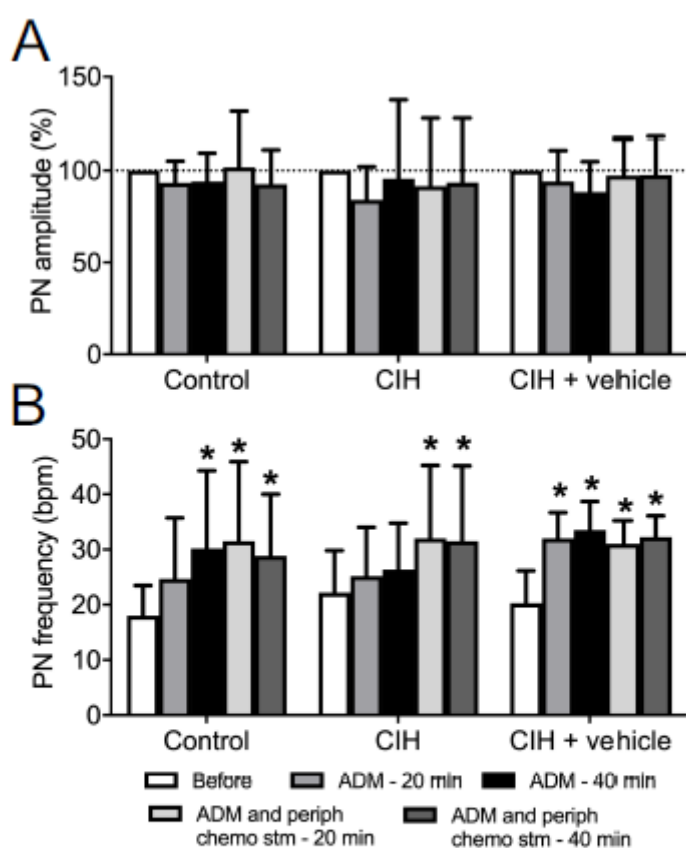 A
PN amplitude (%)
150
100
50
0
Control
CIH
CIH + vehicle
B
PN frequency (bpm)
50
40
30
20
10
0
* * *
* *
* * * *
Control
CIH
CIH + vehicle
Before
ADM - 20 min
ADM - 40 min
ADM and periph
chemo stm - 20 min
ADM and periph
chemo stm - 40 min